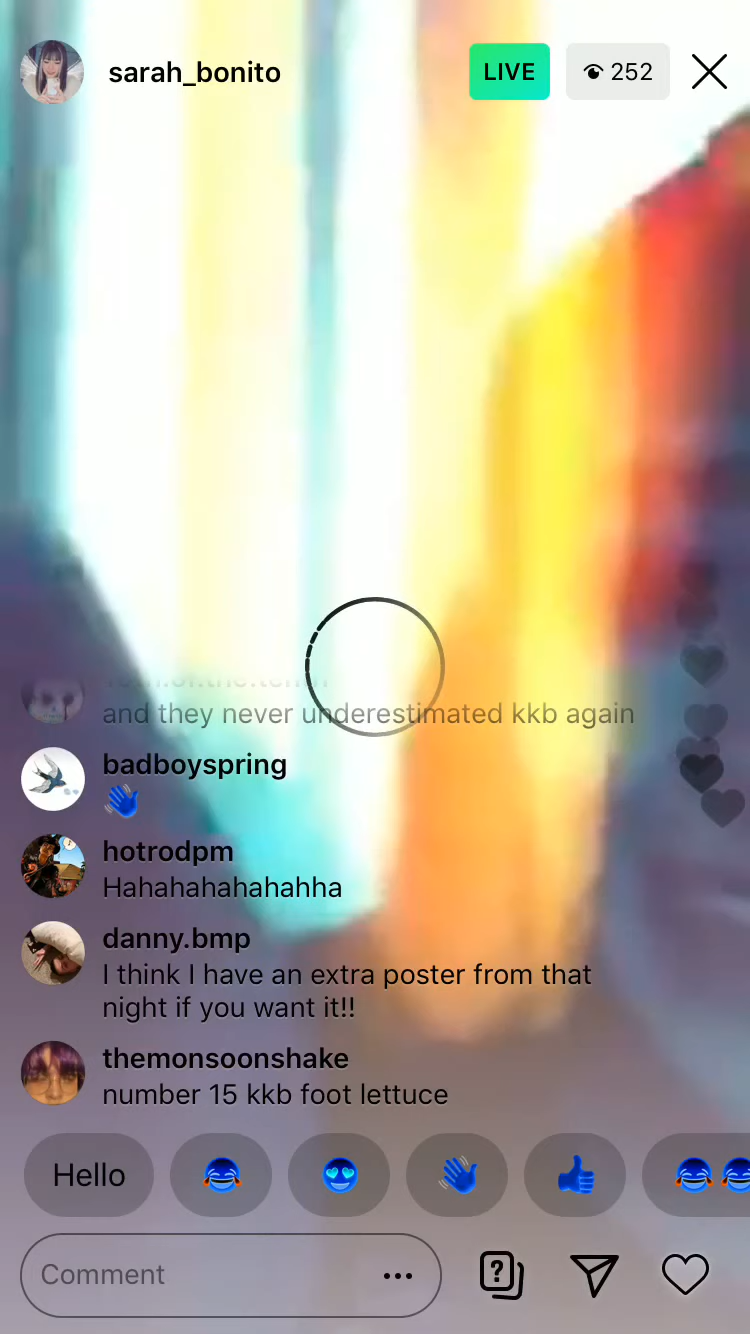 sarah_bonito
LIVE
252
and they never underestimated kkb again
badboyspring
👋
hotrodpm
Hahahahahahahha
danny.bmp
I think I have an extra poster from that
night if you want it!!
themonsoonshake
number 15 kkb foot lettuce
Hello 😂 😍 👋 👍 😂😂
Comment